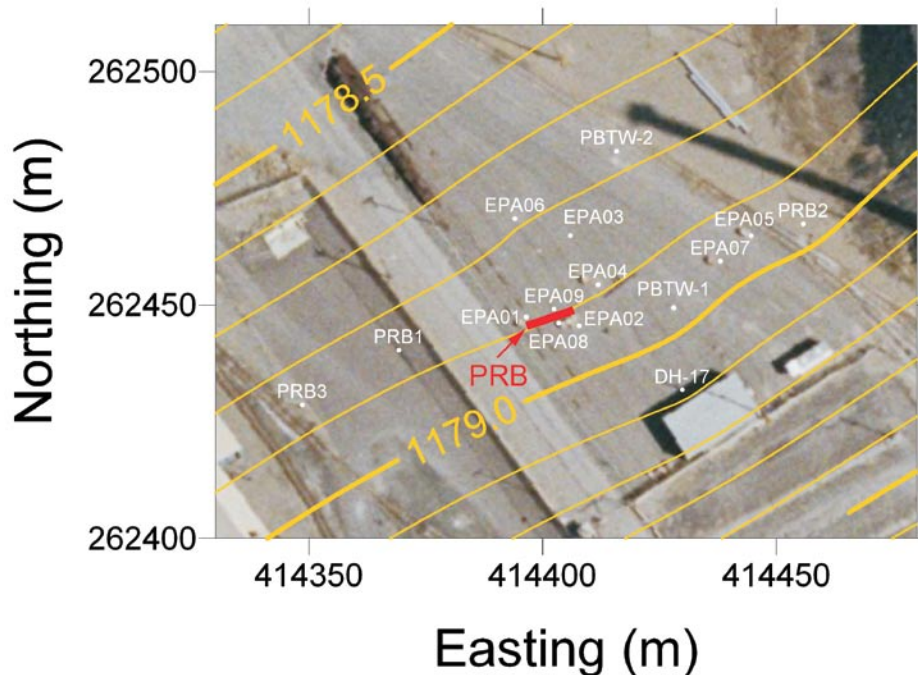 262500
262450
262400
Northing (m)
1178.5
PBTW-2
EPA06
EPA03
EPA05
PRB2
EPA07
EPA04
PBTW-1
EPA09
EPA01
EPA02
EPA08
PRB1
PRB
DH-17
PRB3
1179.0
414350
414400
414450
Easting (m)